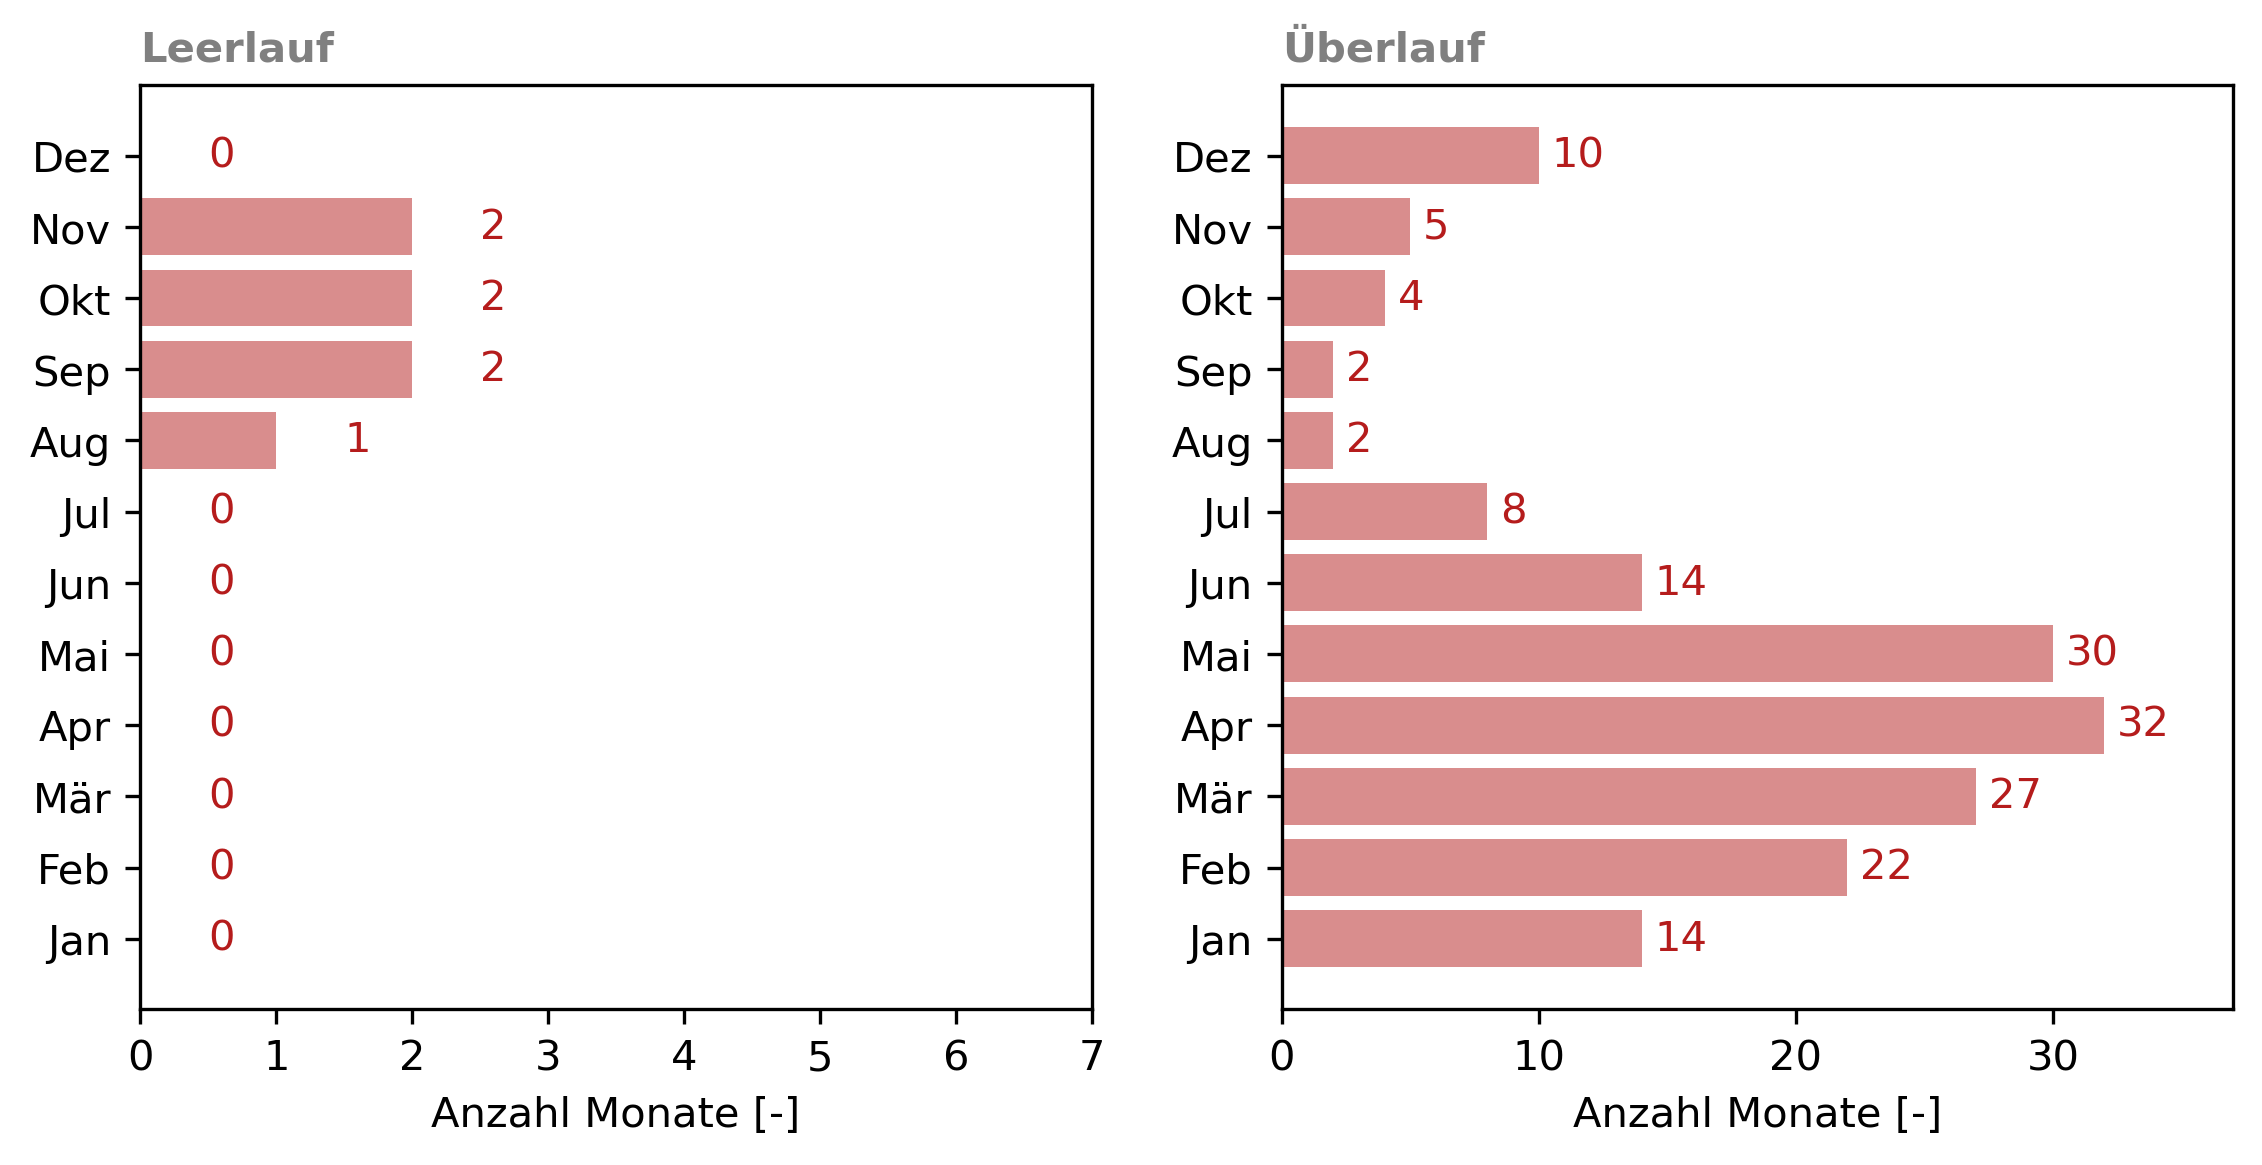 Leerlauf
Dez 0
Nov 2
Okt 2
Sep 2
Aug 1
Jul 0
Jun 0
Mai 0
Apr 0
Mär 0
Feb 0
Jan 0
0 1 2 3 4 5 6 7
Anzahl Monate [-]
Überlauf
Dez 10
Nov 5
Okt 4
Sep 2
Aug 2
Jul 8
Jun 14
Mai 30
Apr 32
Mär 27
Feb 22
Jan 14
0 10 20 30
Anzahl Monate [-]